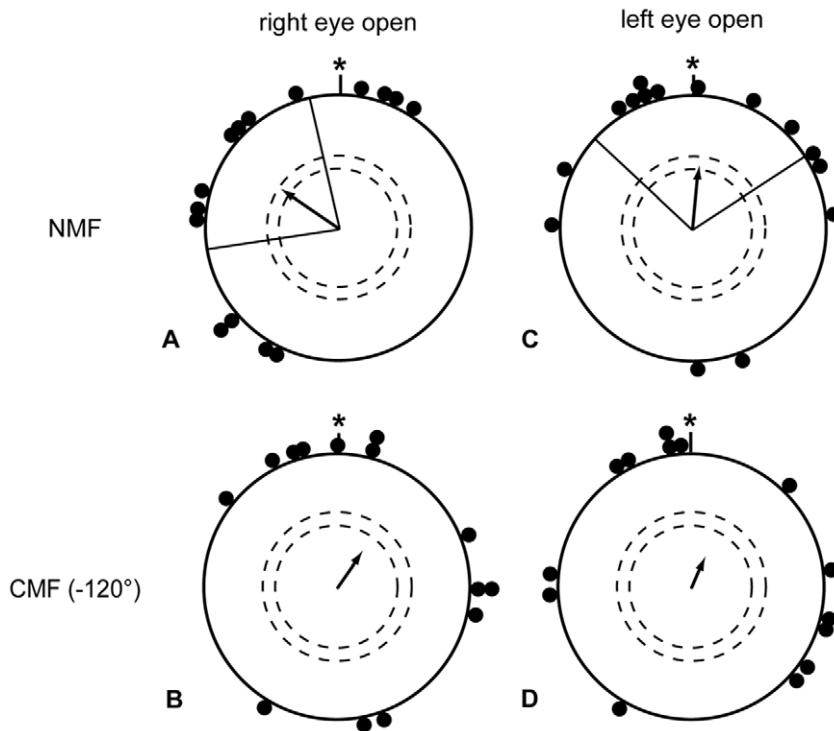 right eye open
left eye open
*
*
NMF
A
C
*
*
CMF (-120°)
B
D